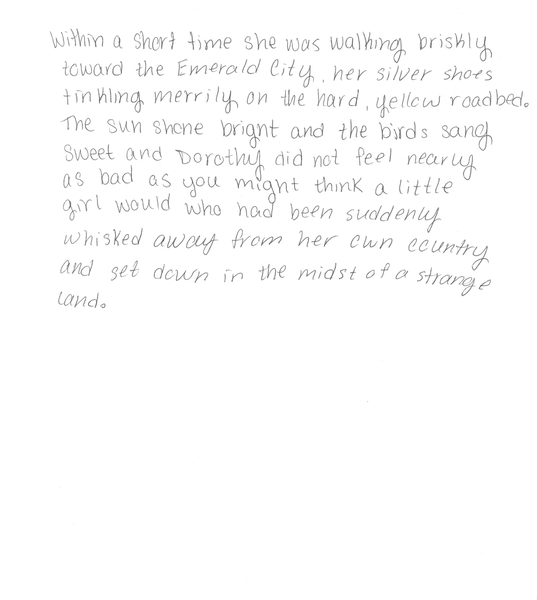 Within a short time she was walking briskly
toward the Emerald City, her silver shoes
tinkling merrily on the hard, yellow roadbed.
The sun shone bright and the birds sang
sweet and Dorothy did not feel nearly
as bad as you might think a little
girl would who had been suddenly
whisked away from her own country
and set down in the midst of a strange
land.